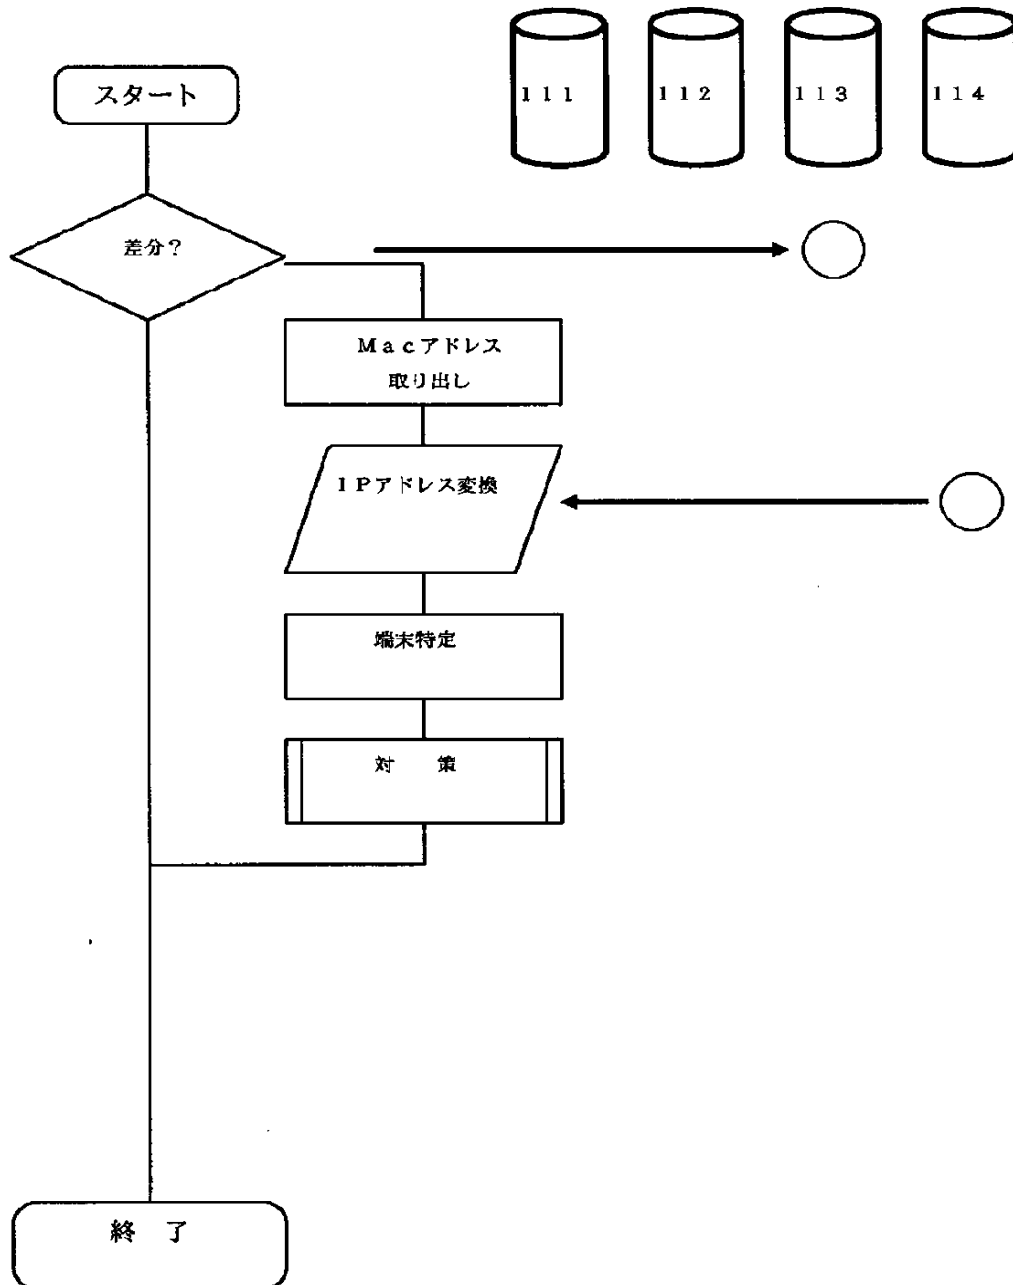 111
112
113
114
スタート
差分?
Macアドレス
取り出し
IPアドレス変換
端末特定
対 策
終 了